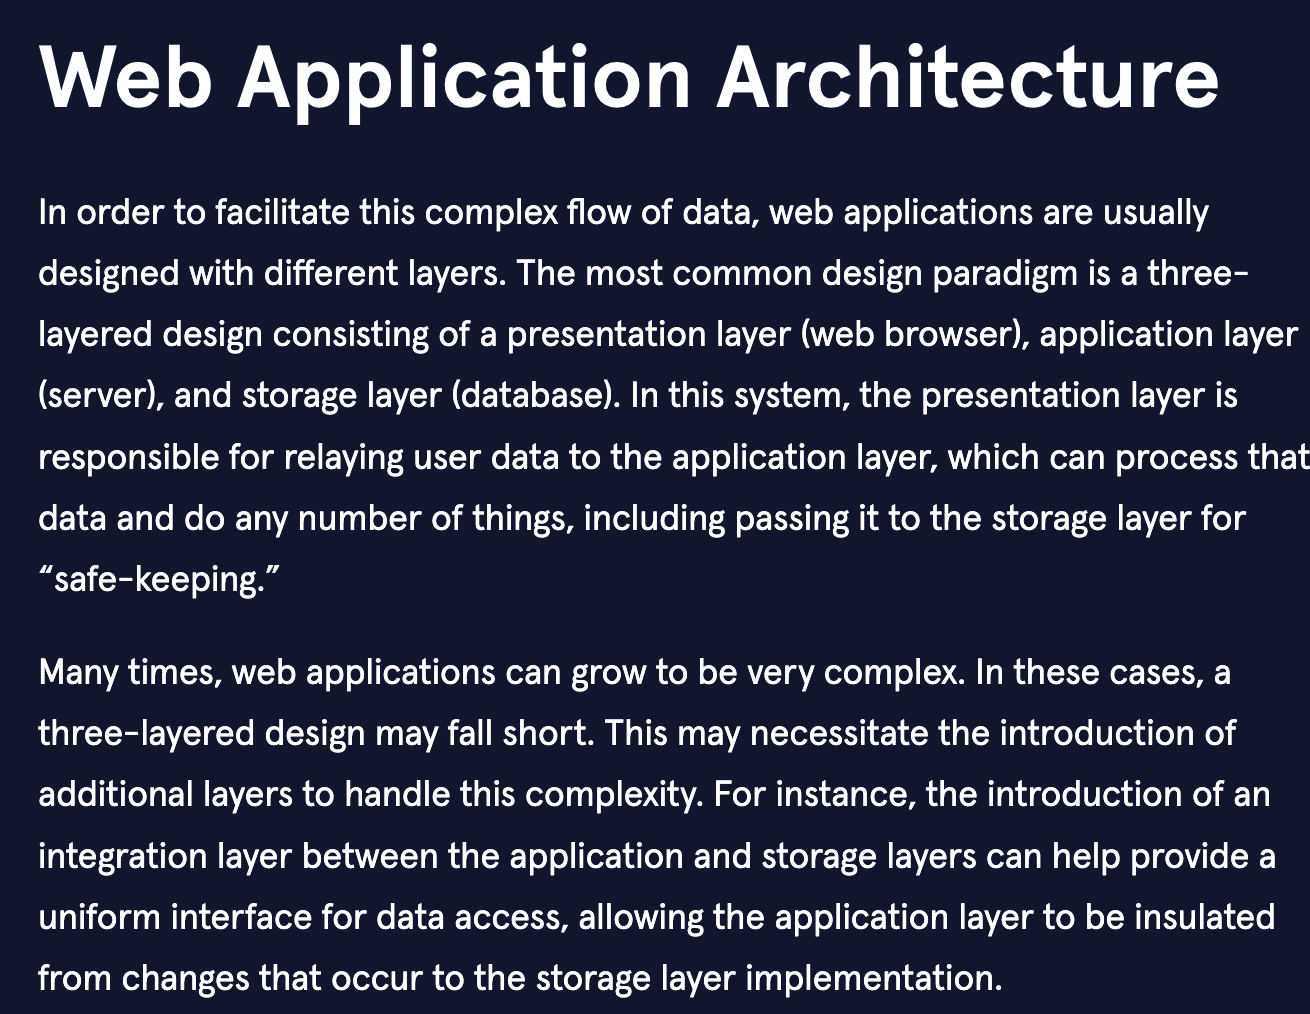 Web Application Architecture
In order to facilitate this complex flow of data, web applications are usually
designed with different layers. The most common design paradigm is a three-
layered design consisting of a presentation layer (web browser), application layer
(server), and storage layer (database). In this system, the presentation layer is
responsible for relaying user data to the application layer, which can process that
data and do any number of things, including passing it to the storage layer for
“safe-keeping.”
Many times, web applications can grow to be very complex. In these cases, a
three-layered design may fall short. This may necessitate the introduction of
additional layers to handle this complexity. For instance, the introduction of an
integration layer between the application and storage layers can help provide a
uniform interface for data access, allowing the application layer to be insulated
from changes that occur to the storage layer implementation.